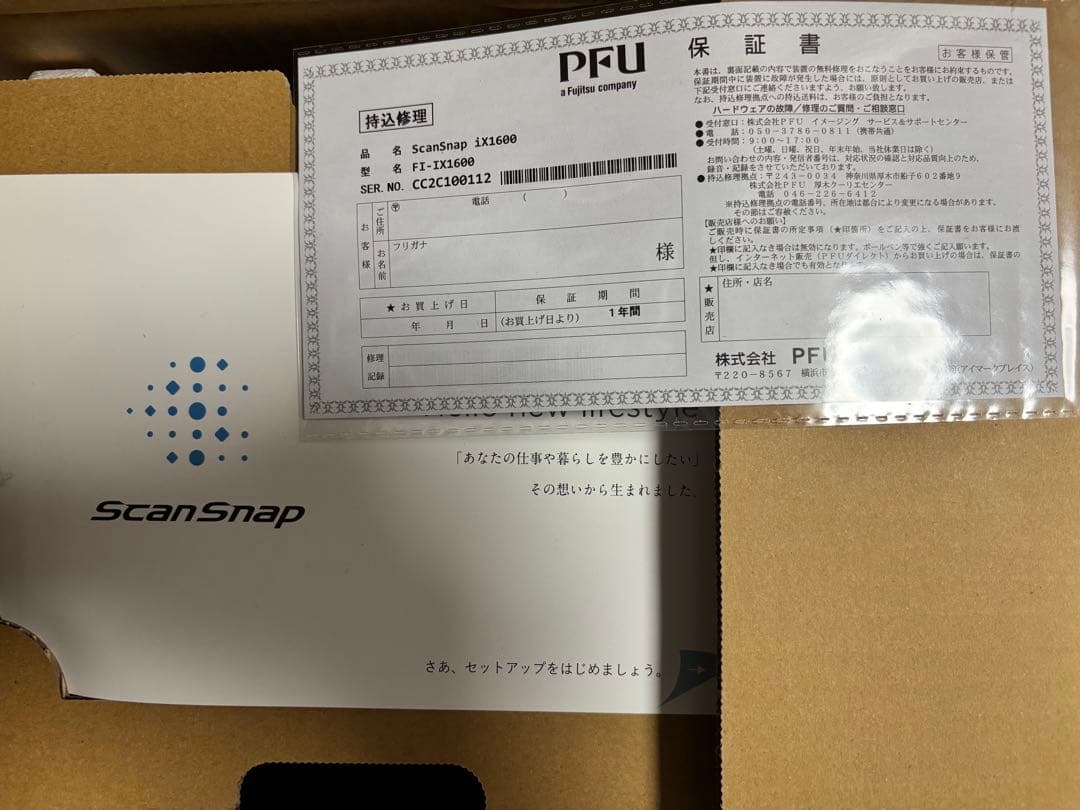 PFU
a Fujitsu company
保証書
お客様保管
本書は、裏面記載の内容で装置の無料修理をおこなうことをお客様にお約束するものです。
保証期間中に装置に故障が発生した場合には、原則としてお買い上げの販売店、または
下記受付窓口にご連絡くださいますよう、お願い致します。
なお、持込修理拠点への持込送料は、お客様のご負担となります。
ハードウェアの故障/修理のご質問・ご相談窓口
●受付窓口:株式会社PFU イメージング サービス&サポートセンター
●電 話:050-3786-0811(携帯共通)
●受付時間:9:00~17:00
(土曜、日曜、祝日、年末年始、当社休業日は除く)
お問い合わせの内容・発信者番号は、対応状況の確認と対応品質向上のため、
録音・記録をさせていただいております。
●持込修理拠点:〒243-0034 神奈川県厚木市船子602番地9
株式会社PFU 厚木クーリエセンター
電話 046-226-6412
※持込修理拠点の電話番号、所在地は都合により変更になる場合があります。
その節はご容赦ください。
【販売店様へのお願い】
ご販売時に保証書の所定事項(★印箇所)をご記入の上、保証書をお客様にお渡
しください。
★印欄に記入なき場合は無効になります。ボールペン等で強くご記入願います。
但し、インターネット販売(PFUダイレクト)からお買い上げの場合は、保証書の
★印欄に記入なき場合でも有効とな
持込修理
品名 ScanSnap iX1600
型名 FI-IX1600
SER. NO. CC2C100112
お客様
ご住所
〒 電話 ( )
お名前
フリガナ
様
★お買上げ日
保証期間
年 月 日
(お買上げ日より) 1年間
修理
記録
★販売店
住所・店名
株式会社 PFU
〒220-8567 横浜市
(アイマークプレイス)
new lifestyle
「あなたの仕事や暮らしを豊かにしたい」
その想いから生まれました。
ScanSnap
さあ、セットアップをはじめましょう。